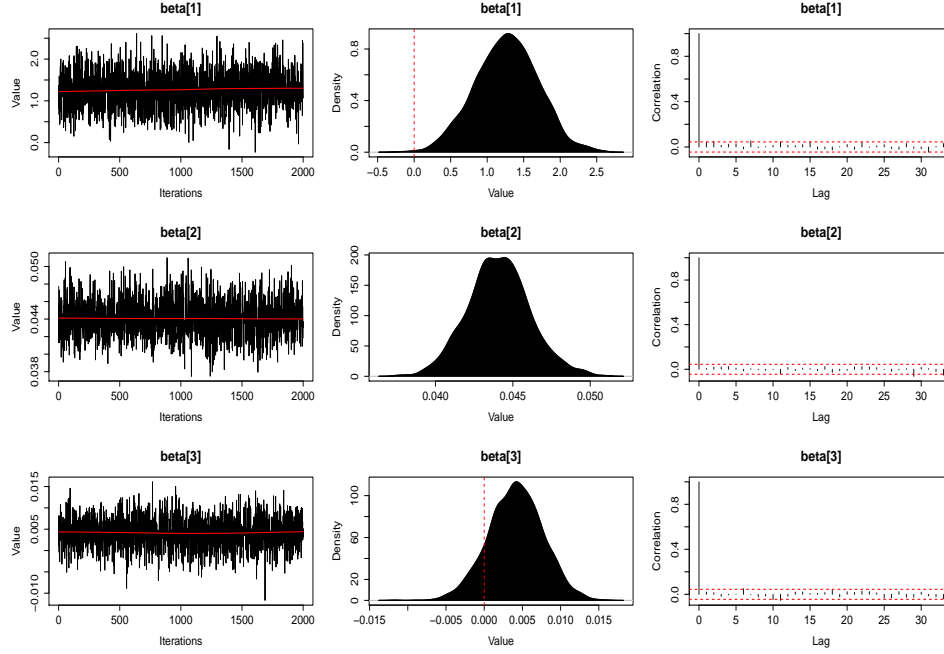 beta[1]
beta[1]
beta[1]
Value
0.0 1.0 2.0
0 500 1000 1500 2000
Iterations
Density
0.0 0.4 0.8
−0.5 0.0 0.5 1.0 1.5 2.0 2.5
Value
Correlation
0.0 0.4 1.0
0 5 10 15 20 25 30
Lag
beta[2]
beta[2]
beta[2]
Value
0.038 0.044 0.050
0 500 1000 1500 2000
Iterations
Density
0 50 100 150 200
0.040 0.045 0.050
Value
Correlation
0.0 0.4 1.0
0 5 10 15 20 25 30
Lag
beta[3]
beta[3]
beta[3]
Value
−0.010 0.005 0.015
0 500 1000 1500 2000
Iterations
Density
0 20 60 100
−0.015 −0.005 0.000 0.005 0.010 0.015
Value
Correlation
0.0 0.4 1.0
0 5 10 15 20 25 30
Lag